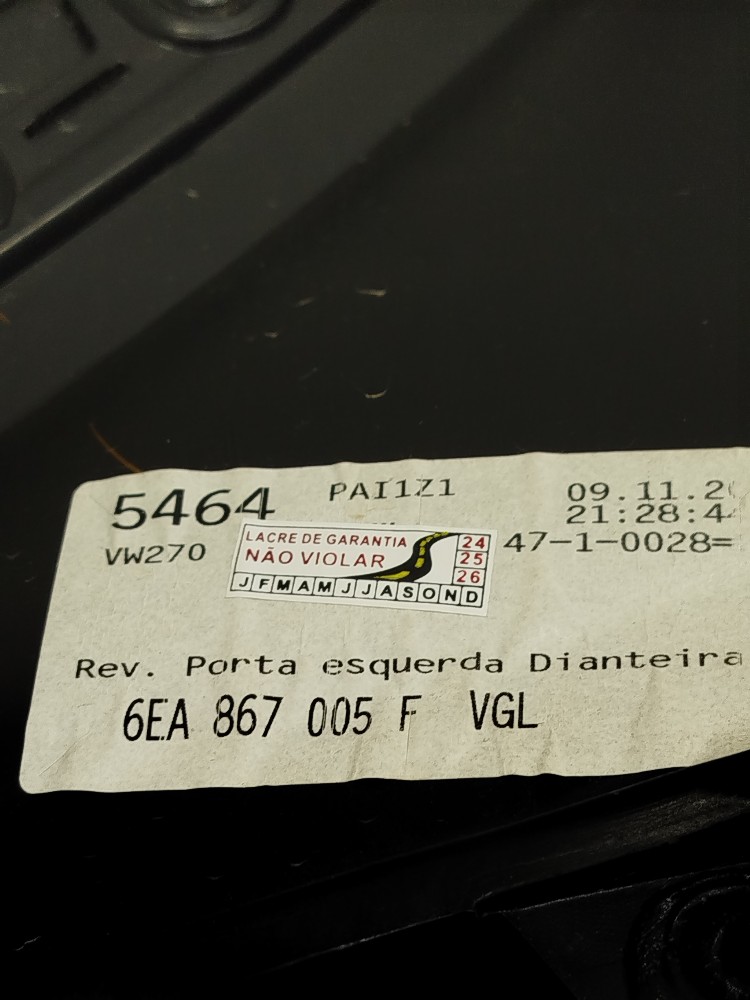 5464 PAI1Z1 09.11.2
VW270 21:28:4
47-1-0028=
LACRE DE GARANTIA
NÃO VIOLAR
24
25
26
J F M A M J J A S O N D
Rev. Porta esquerda Dianteira
6EA 867 005 F VGL